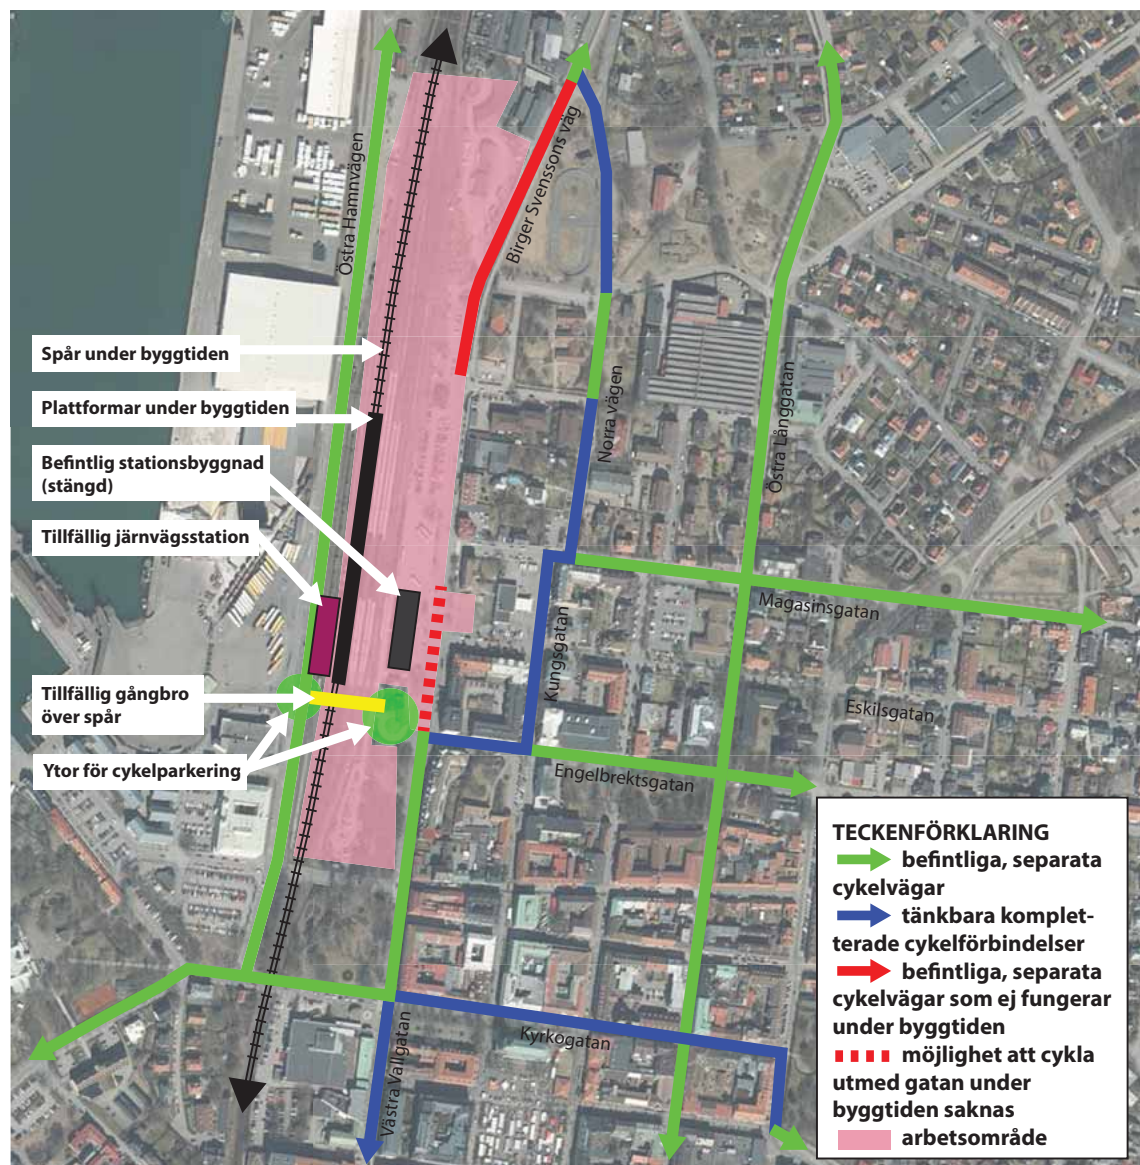 Östra Hamnvägen
Birger Svenssons väg
Spår under byggtiden
Plattformar under byggtiden
Befintlig stationsbyggnad
(stängd)
Norra vägen
Östra Långgatan
Tillfällig järnvägsstation
Magasinsgatan
Kungsgatan
Tillfällig gångbro
över spår
Eskilsgatan
Ytor för cykelparkering
Engelbrektsgatan
Kyrkogatan
Västra Vallgatan
TECKENFÖRKLARING
befintliga, separata
cykelvägar
tänkbara komplet-
terade cykelförbindelser
befintliga, separata
cykelvägar som ej fungerar
under byggtiden
möjlighet att cykla
utmed gatan under
byggtiden saknas
arbetsområde